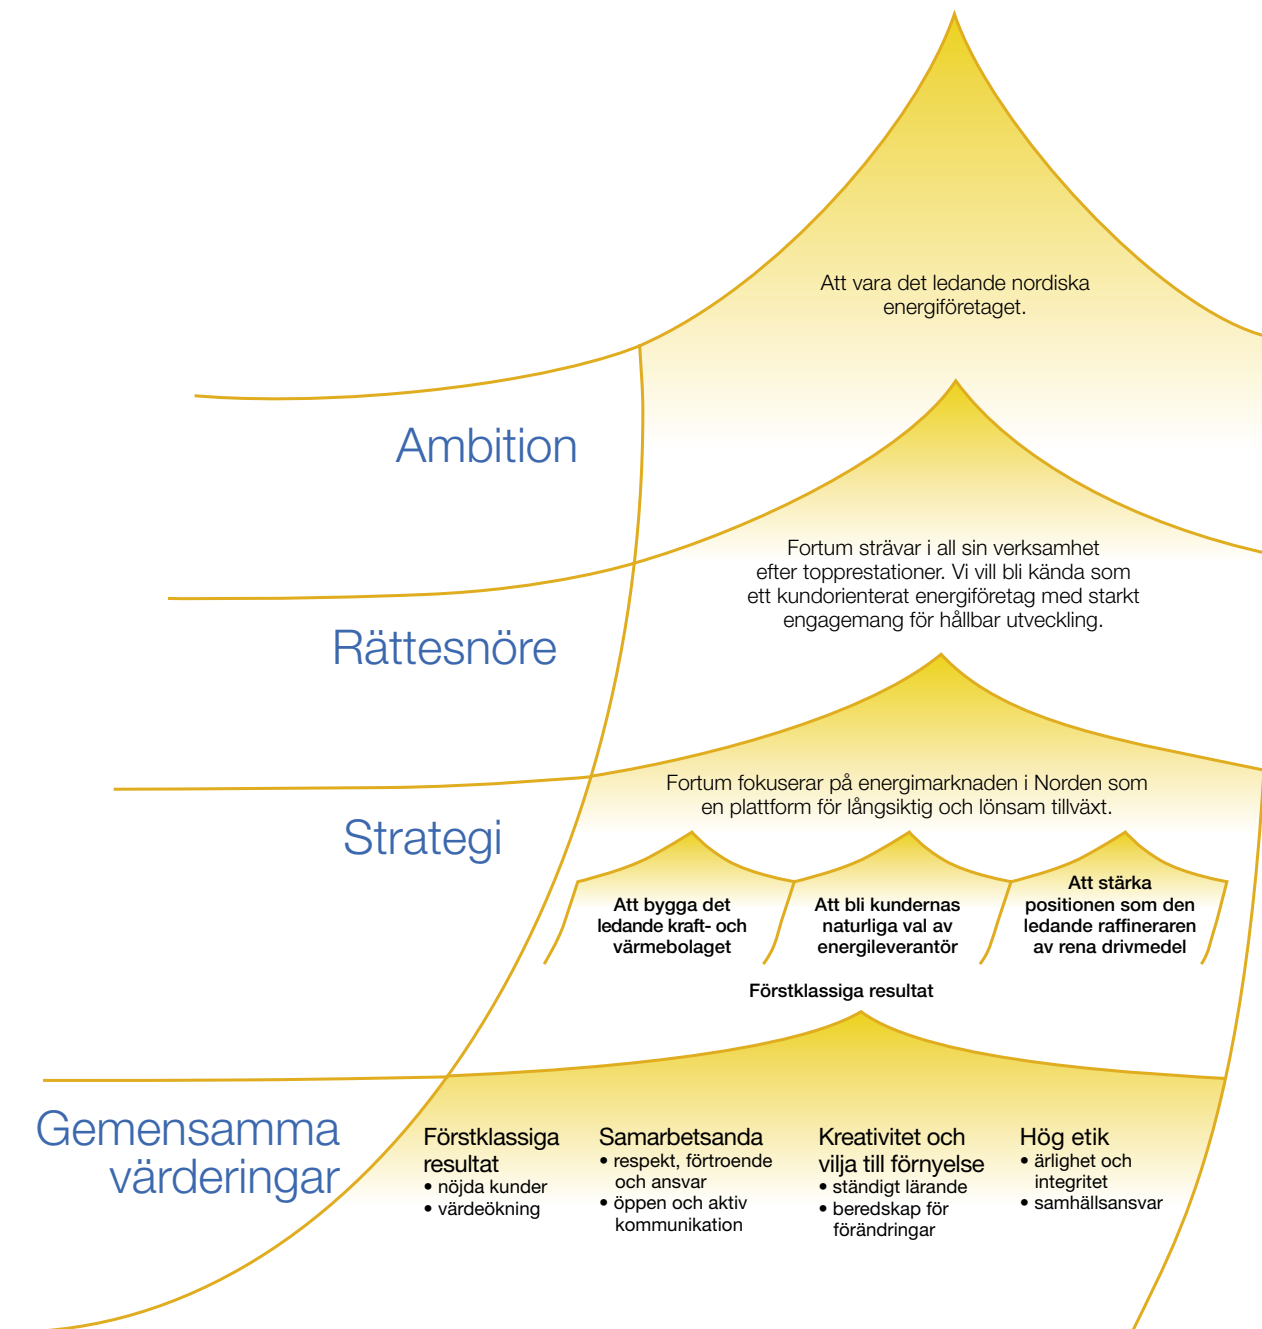 Att vara det ledande nordiska
energiföretaget.
Ambition
Fortum strävar i all sin verksamhet
efter topprestationer. Vi vill bli kända som
ett kundorienterat energiföretag med starkt
engagemang för hållbar utveckling.
Rättesnöre
Fortum fokuserar på energimarknaden i Norden som
en plattform för långsiktig och lönsam tillväxt.
Strategi
Att bygga det
ledande kraft- och
värmebolaget
Att bli kundernas
naturliga val av
energileverantör
Att stärka
positionen som den
ledande raffineraren
av rena drivmedel
Förstklassiga resultat
Gemensamma
värderingar
Förstklassiga
resultat
• nöjda kunder
• värdeökning
Samarbetsanda
• respekt, förtroende
och ansvar
• öppen och aktiv
kommunikation
Kreativitet och
vilja till förnyelse
• ständigt lärande
• beredskap för
förändringar
Hög etik
• ärlighet och
integritet
• samhällsansvar